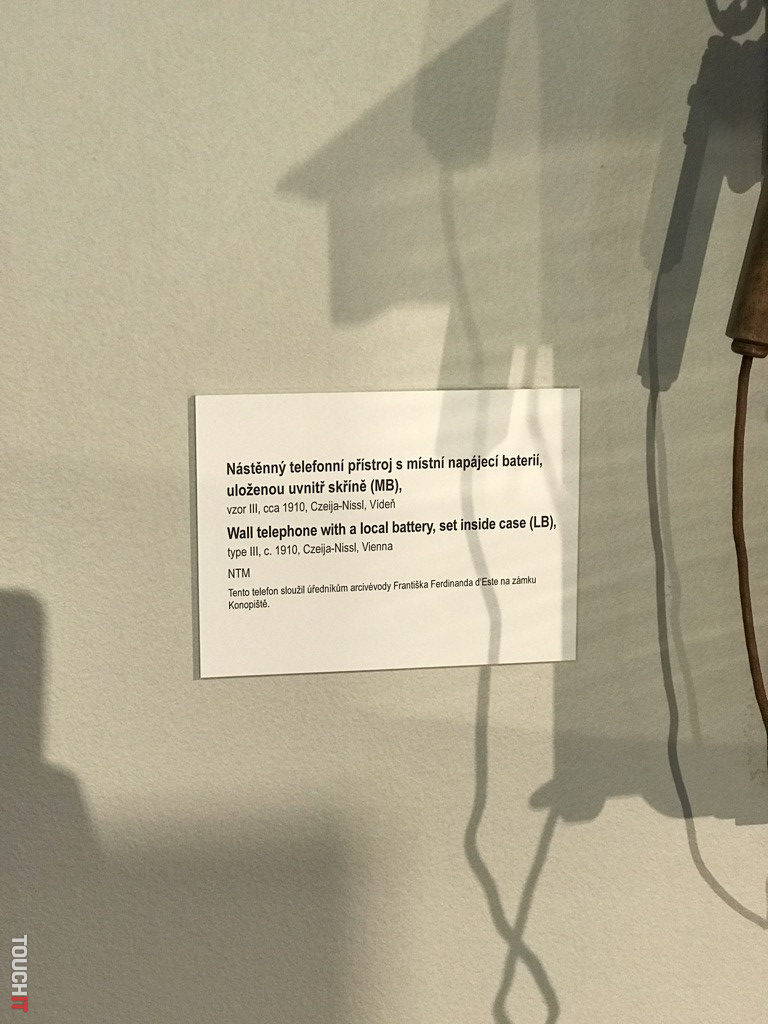 Nástěnný telefonní přístroj s místní napájecí baterií,
uloženou uvnitř skříně (MB),
vzor III, cca 1910, Czeija-Nissl, Vídeň
Wall telephone with a local battery, set inside case (LB),
type III, c. 1910, Czeija-Nissl, Vienna
NTM
Tento telefon sloužil úředníkům arcivévody Františka Ferdinanda d'Este na zámku
Konopiště.
TOUCHIT